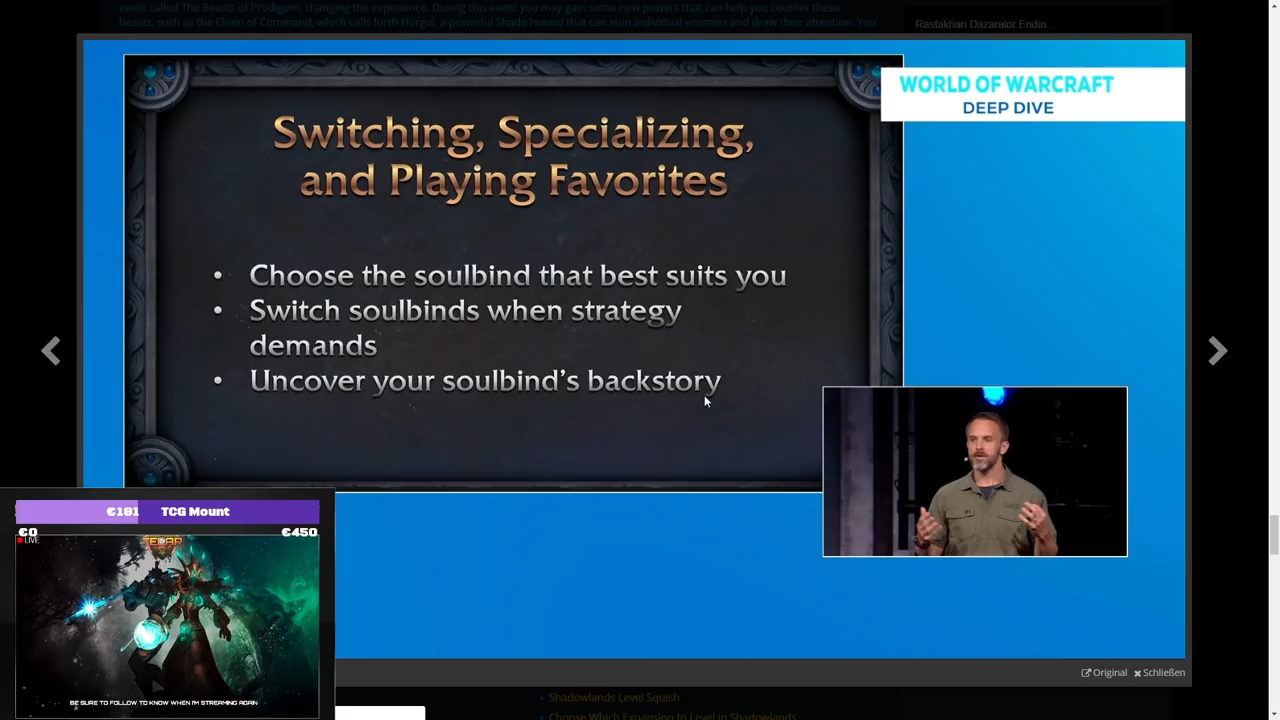 event called The Beasts of Prodigum, changing the experience. During this event you may gain some new powers that can help you counter these
beasts, such as the Chain of Command, which calls forth Horgul, a powerful Shade Hound that can stun individual enemies and draw their attention. You
Rastakhan Dazaralor Endin...
WORLD OF WARCRAFT
DEEP DIVE
Switching, Specializing,
and Playing Favorites
• Choose the soulbind that best suits you
• Switch soulbinds when strategy
demands
• Uncover your soulbind's backstory
€181 TCG Mount
€0 €450
LIVE
BE SURE TO FOLLOW TO KNOW WHEN I'M STREAMING AGAIN
Original Schließen
Shadowlands Level Squish
Choose Which Expansion to Level in Shadowlands